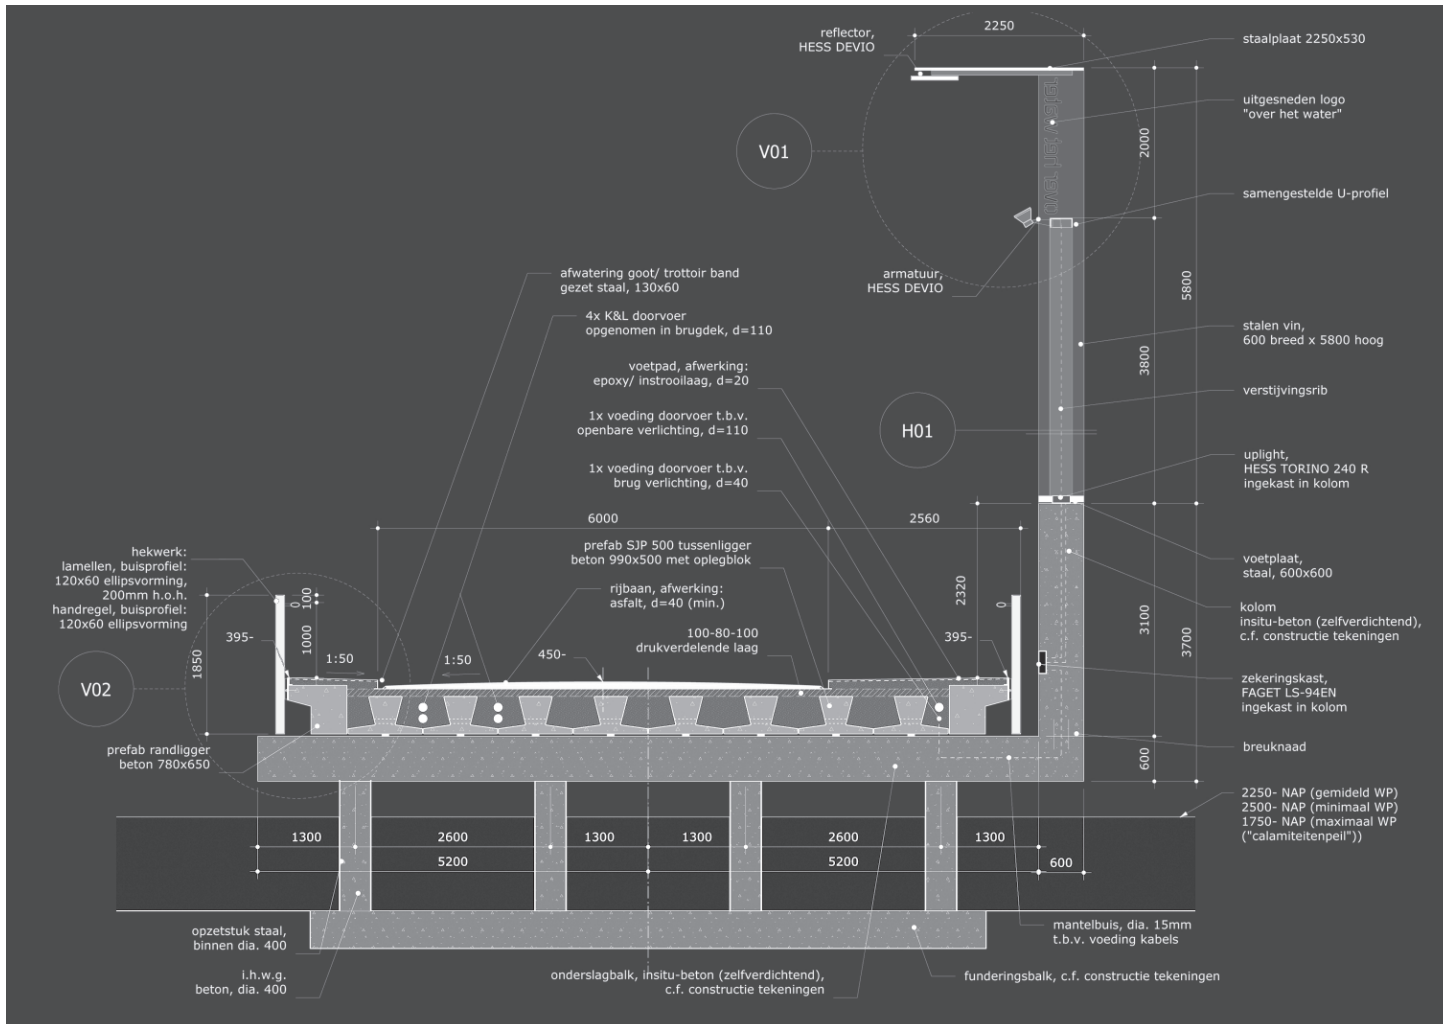 reflector,
HESS DEVIO
2250
staalplaat 2250x530
uitgesneden logo
"over het water"
V01
2000
samengestelde U-profiel
armatuur,
HESS DEVIO
5800
afwatering goot/ trottoir band
gezet staal, 130x60
4x K&L doorvoer
opgenomen in brugdek, d=110
stalen vin,
600 breed x 5800 hoog
3800
voetpad, afwerking:
epoxy/ instrooilaag, d=20
verstijvingsrib
1x voeding doorvoer t.b.v.
openbare verlichting, d=110
H01
1x voeding doorvoer t.b.v.
brug verlichting, d=40
uplight,
HESS TORINO 240 R
ingekast in kolom
6000
2560
hekwerk:
lamellen, buisprofiel:
120x60 ellipsvorming,
200mm h.o.h.
handregel, buisprofiel:
120x60 ellipsvorming
prefab SJP 500 tussenligger
beton 990x500 met oplegblok
voetplaat,
staal, 600x600
rijbaan, afwerking:
asfalt, d=40 (min.)
100
2320
kolom
insitu-beton (zelfverdichtend),
c.f. constructie tekeningen
3100
3700
395-
1000
1850
1:50
1:50
450-
100-80-100
drukverdelende laag
395-
V02
zekeringskast,
FAGET LS-94EN
ingekast in kolom
prefab randligger
beton 780x650
breuknaad
600
2250- NAP (gemideld WP)
2500- NAP (minimaal WP)
1750- NAP (maximaal WP
("calamiteitenpeil"))
1300
2600
1300
1300
2600
1300
5200
5200
600
opzetstuk staal,
binnen dia. 400
mantelbuis, dia. 15mm
t.b.v. voeding kabels
i.h.w.g.
beton, dia. 400
onderslagbalk, insitu-beton (zelfverdichtend),
c.f. constructie tekeningen
funderingsbalk, c.f. constructie tekeningen